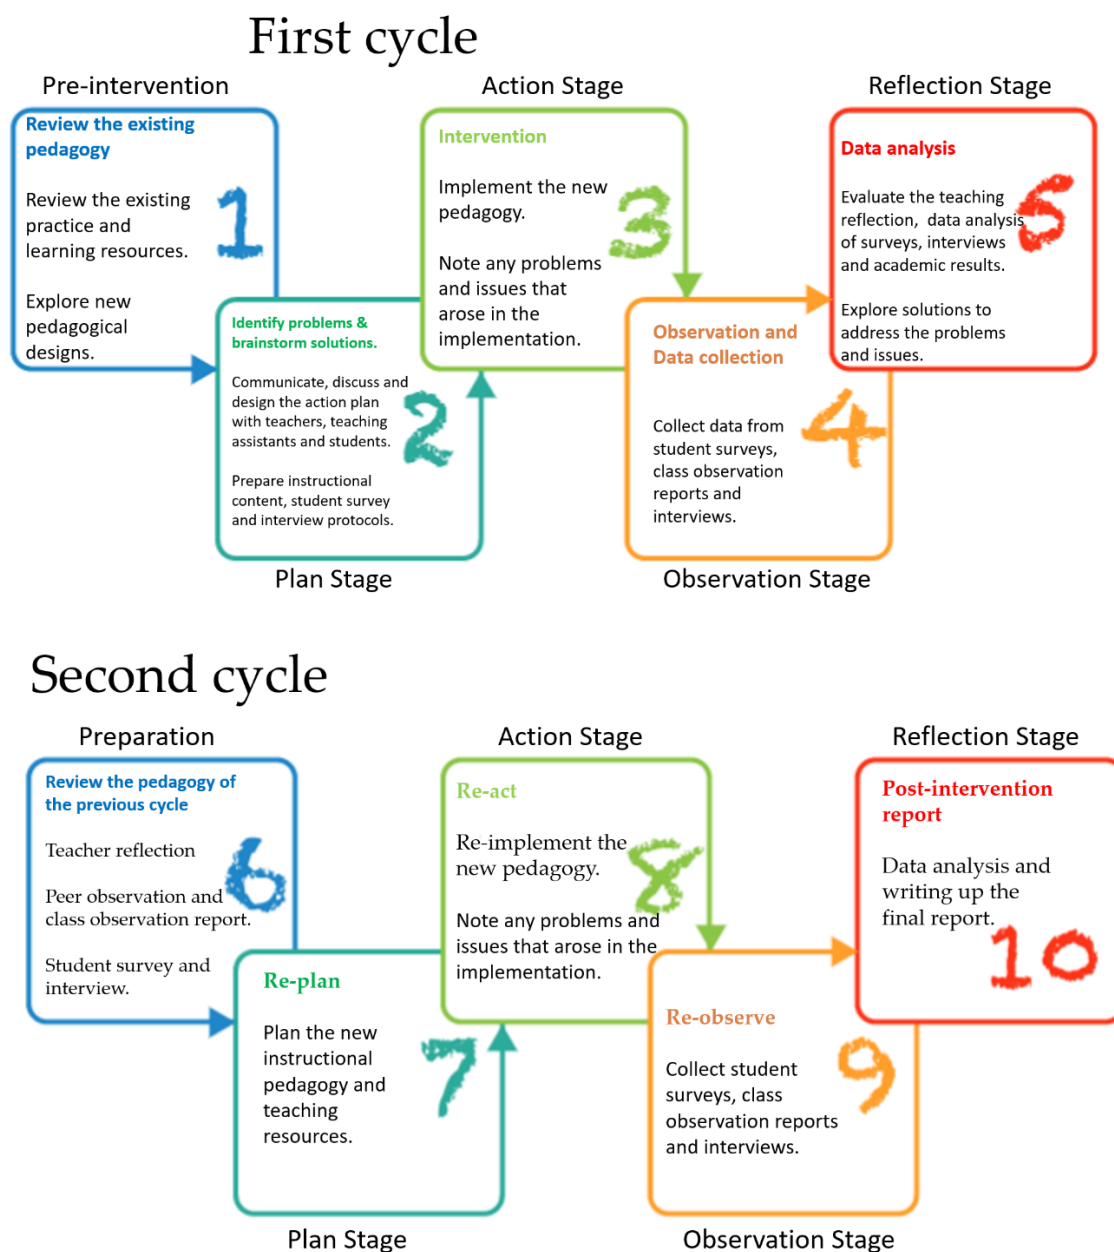 First cycle
Pre-intervention
Review the existing
pedagogy
Review the existing
practice and
learning resources.
Explore new
pedagogical
designs.
1
Identify problems &
brainstorm solutions.
Communicate, discuss and
design the action plan
with teachers, teaching
assistants and students.
Prepare instructional
content, student survey
and interview protocols.
2
Plan Stage
Action Stage
Intervention
Implement the new
pedagogy.
Note any problems
and issues that
arose in the
implementation.
3
Observation and
Data collection
Collect data from
student surveys,
class observation
reports and
interviews.
4
Observation Stage
Reflection Stage
Data analysis
Evaluate the teaching
reflection, data analysis
of surveys, interviews
and academic results.
Explore solutions to
address the problems
and issues.
5
Second cycle
Preparation
Review the pedagogy of
the previous cycle
Teacher reflection
Peer observation and
class observation report.
Student survey and
interview.
6
Re-plan
Plan the new
instructional
pedagogy and
teaching
resources.
7
Plan Stage
Action Stage
Re-act
Re-implement the
new pedagogy.
Note any problems and
issues that arose in the
implementation.
8
Re-observe
Collect student
surveys, class
observation reports
and interviews.
9
Observation Stage
Reflection Stage
Post-intervention
report
Data analysis and
writing up the
final report.
10